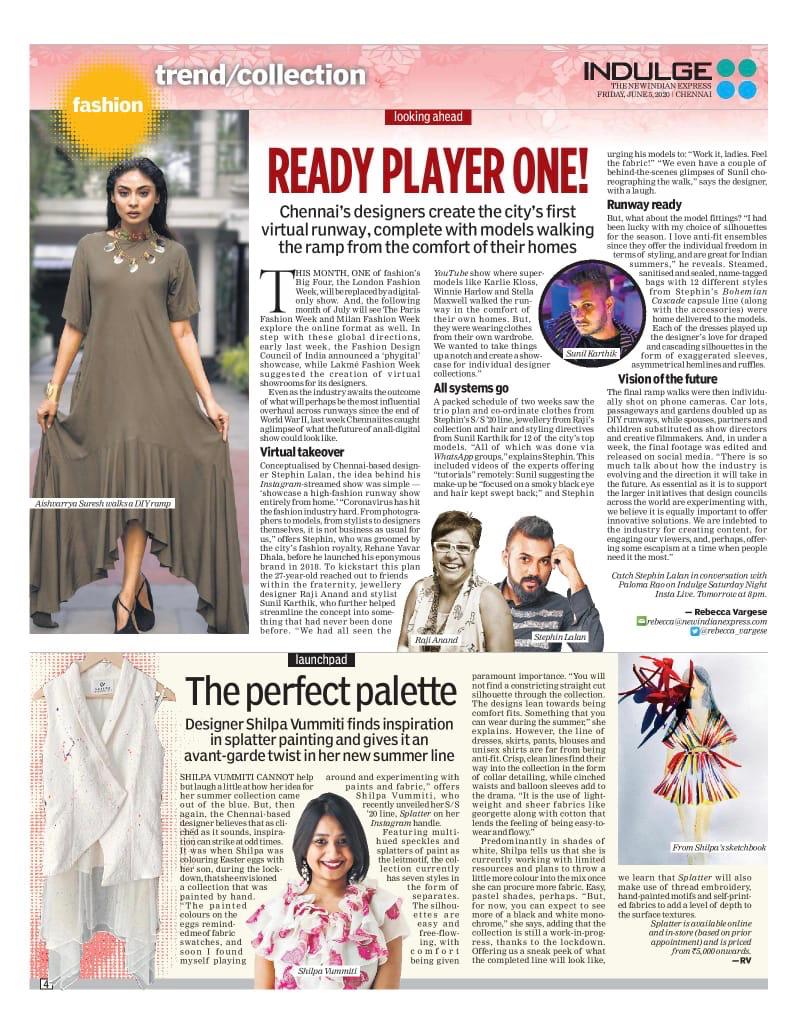 trend/collection
fashion
INDULGE
THE NEW INDIAN EXPRESS
FRIDAY, JUNE 5, 2020 | CHENNAI
looking ahead
READY PLAYER ONE!
Chennai's designers create the city's first
virtual runway, complete with models walking
the ramp from the comfort of their homes
Aishwarrya Suresh walks a DIY ramp
THIS MONTH, ONE of fashion's
Big Four, the London Fashion
Week, will be replaced by a digital-
only show. And, the following
month of July will see The Paris
Fashion Week and Milan Fashion Week
explore the online format as well. In
step with these global directions,
early last week, the Fashion Design
Council of India announced a 'phygital'
showcase, while Lakmé Fashion Week
suggested the creation of virtual
showrooms for its designers.
Even as the industry awaits the outcome
of what will perhaps be the most influential
overhaul across runways since the end of
World War II, last week Chennaiites caught
a glimpse of what the future of an all-digital
show could look like.
Virtual takeover
Conceptualised by Chennai-based design-
er Stephin Lalan, the idea behind his
Instagram-streamed show was simple —
'showcase a high-fashion runway show
entirely from home.' "Coronavirus has hit
the fashion industry hard. From photogra-
phers to models, from stylists to designers
themselves, it is not business as usual for
us," offers Stephin, who was groomed by
the city's fashion royalty, Rehane Yavar
Dhala, before he launched his eponymous
brand in 2018. To kickstart this plan
the 27-year-old reached out to friends
within the fraternity, jewellery
designer Raji Anand and stylist
Sunil Karthik, who further helped
streamline the concept into some-
thing that had never been done
before. "We had all seen the
YouTube show where super-
models like Karlie Kloss,
Winnie Harlow and Stella
Maxwell walked the run-
way in the comfort of
their own homes. But,
they were wearing clothes
from their own wardrobe.
We wanted to take things
up a notch and create a show-
case for individual designer
collections."
All systems go
A packed schedule of two weeks saw the
trio plan and co-ordinate clothes from
Stephin's S/S '20 line, jewellery from Raji's
collection and hair and styling directives
from Sunil Karthik for 12 of the city's top
models. "All of which was done via
WhatsApp groups," explains Stephin. This
included videos of the experts offering
"tutorials" remotely: Sunil suggesting the
make-up be "focused on a smoky black eye
and hair kept swept back;" and Stephin
Raji Anand
Stephin Lalan
Sunil Karthik
urging his models to; "Work it, ladies. Feel
the fabric!" "We even have a couple of
behind-the-scenes glimpses of Sunil cho-
reographing the walk," says the designer,
with a laugh.
Runway ready
But, what about the model fittings? "I had
been lucky with my choice of silhouettes
for the season. I love anti-fit ensembles
since they offer the individual freedom in
terms of styling, and are great for Indian
summers," he reveals. Steamed,
sanitised and sealed, name-tagged
bags with 12 different styles
from Stephin's Bohemian
Cascade capsule line (along
with the accessories) were
home delivered to the models.
Each of the dresses played up
the designer's love for draped
and cascading silhouettes in the
form of exaggerated sleeves,
asymmetrical hemlines and ruffles.
Vision of the future
The final ramp walks were then individu-
ally shot on phone cameras. Car lots,
passageways and gardens doubled up as
DIY runways, while spouses, partners and
children substituted as show directors
and creative filmmakers. And, in under a
week, the final footage was edited and
released on social media. "There is so
much talk about how the industry is
evolving and the direction it will take in
the future. As essential as it is to support
the larger initiatives that design councils
across the world are experimenting with,
we believe it is equally important to offer
innovative solutions. We are indebted to
the industry for creating content, for
engaging our viewers, and, perhaps, offer-
ing some escapism at a time when people
need it the most."
Catch Stephin Lalan in conversation with
Paloma Rao on Indulge Saturday Night
Insta Live. Tomorrow at 8pm.
— Rebecca Vargese
rebecca@newindianexpress.com
@rebecca_vargese
launchpad
The perfect palette
Designer Shilpa Vummiti finds inspiration
in splatter painting and gives it an
avant-garde twist in her new summer line
SHILPA VUMMITI CANNOT help
but laugh a little at how her idea for
her summer collection came
out of the blue. But, then
again, the Chennai-based
designer believes that as cli-
chéd as it sounds, inspira-
tion can strike at odd times.
It was when Shilpa was
colouring Easter eggs with
her son, during the lock-
down, that she envisioned
a collection that was
painted by hand.
"The painted
colours on the
eggs remind-
ed me of fabric
swatches, and
soon I found
myself playing
around and experimenting with
paints and fabric," offers
Shilpa Vummiti, who
recently unveiled her S/S
'20 line, Splatter on her
Instagram handle.
Featuring multi-
hued speckles and
splatters of paint as
the leitmotif, the col-
lection currently
has seven styles in
the form of
separates.
The silhou-
ettes are
easy and
free-flow-
ing, with
comfort
being given
Shilpa Vummiti
paramount importance. "You will
not find a constricting straight cut
silhouette through the collection.
The designs lean towards being
comfort fits. Something that you
can wear during the summer," she
explains. However, the line of
dresses, skirts, pants, blouses and
unisex shirts are far from being
anti-fit. Crisp, clean lines find their
way into the collection in the form
of collar detailing, while cinched
waists and balloon sleeves add to
the drama. "It is the use of light-
weight and sheer fabrics like
georgette along with cotton that
lends the feeling of being easy-to-
wear and flowy."
Predominantly in shades of
white, Shilpa tells us that she is
currently working with limited
resources and plans to throw a
little more colour into the mix once
she can procure more fabric. Easy,
pastel shades, perhaps. "But,
for now, you can expect to see
more of a black and white mono-
chrome," she says, adding that the
collection is still a work-in-prog-
ress, thanks to the lockdown.
Offering us a sneak peek of what
the completed line will look like,
From Shilpa's sketchbook
we learn that Splatter will also
make use of thread embroidery,
hand-painted motifs and self-print-
ed fabrics to add a level of depth to
the surface textures.
Splatter is available online
and in-store (based on prior
appointment) and is priced
from ₹5,000 onwards.
— RV
4